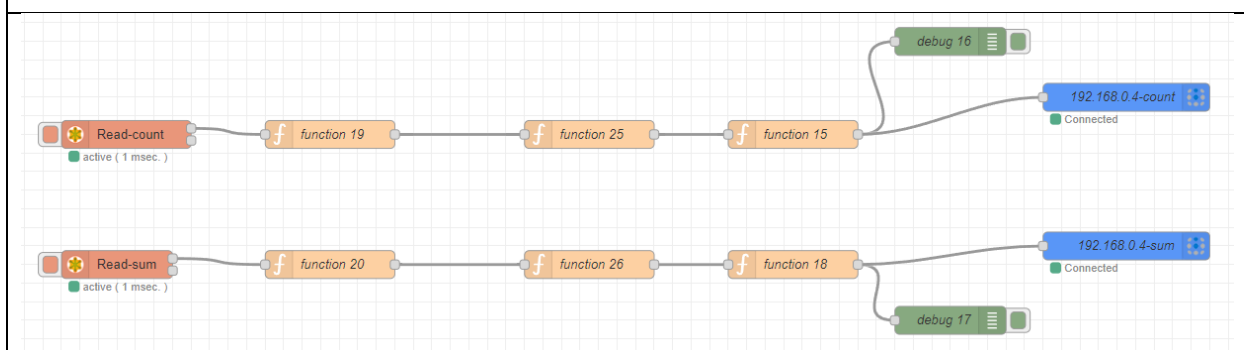 debug 16
192.168.0.4-count
Connected
Read-count
function 19
function 25
function 15
active ( 1 msec. )
192.168.0.4-sum
Connected
Read-sum
function 20
function 26
function 18
active ( 1 msec. )
debug 17